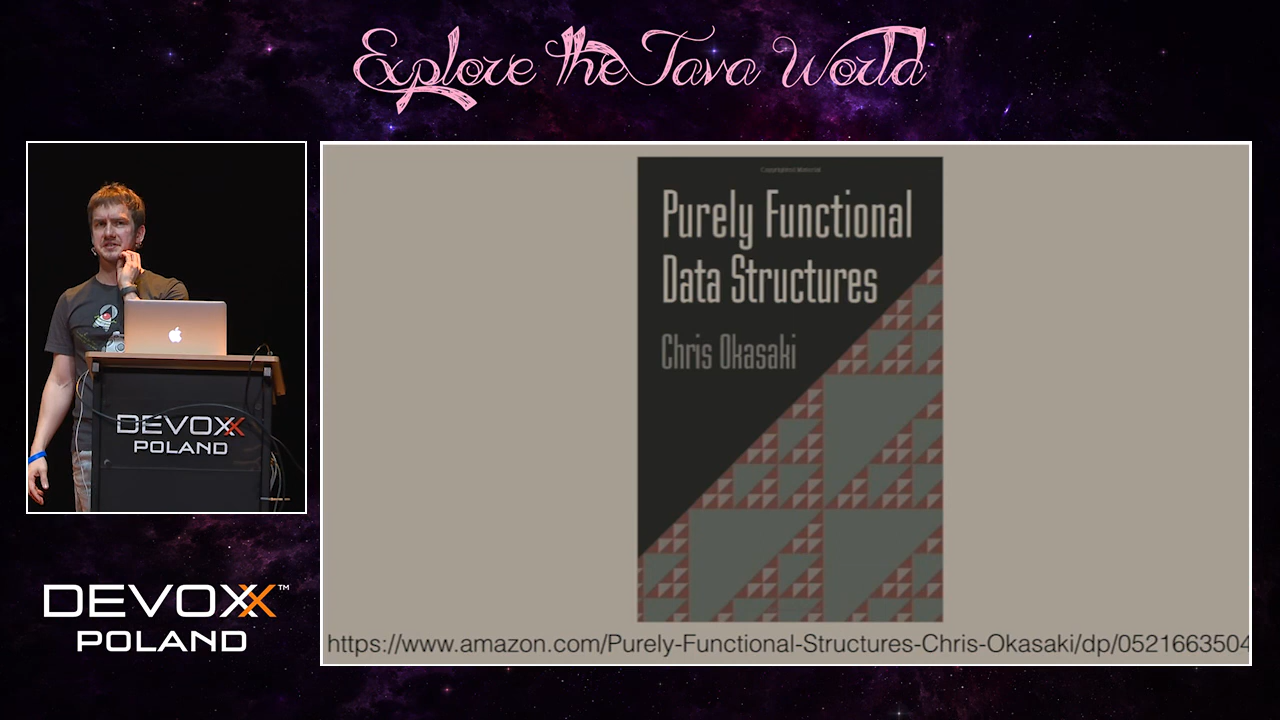 Explore the Java World
Copyrighted Material
Purely Functional
Data Structures
Chris Okasaki
DEVOXX
POLAND
DEVOXX™
POLAND
https://www.amazon.com/Purely-Functional-Structures-Chris-Okasaki/dp/0521663504